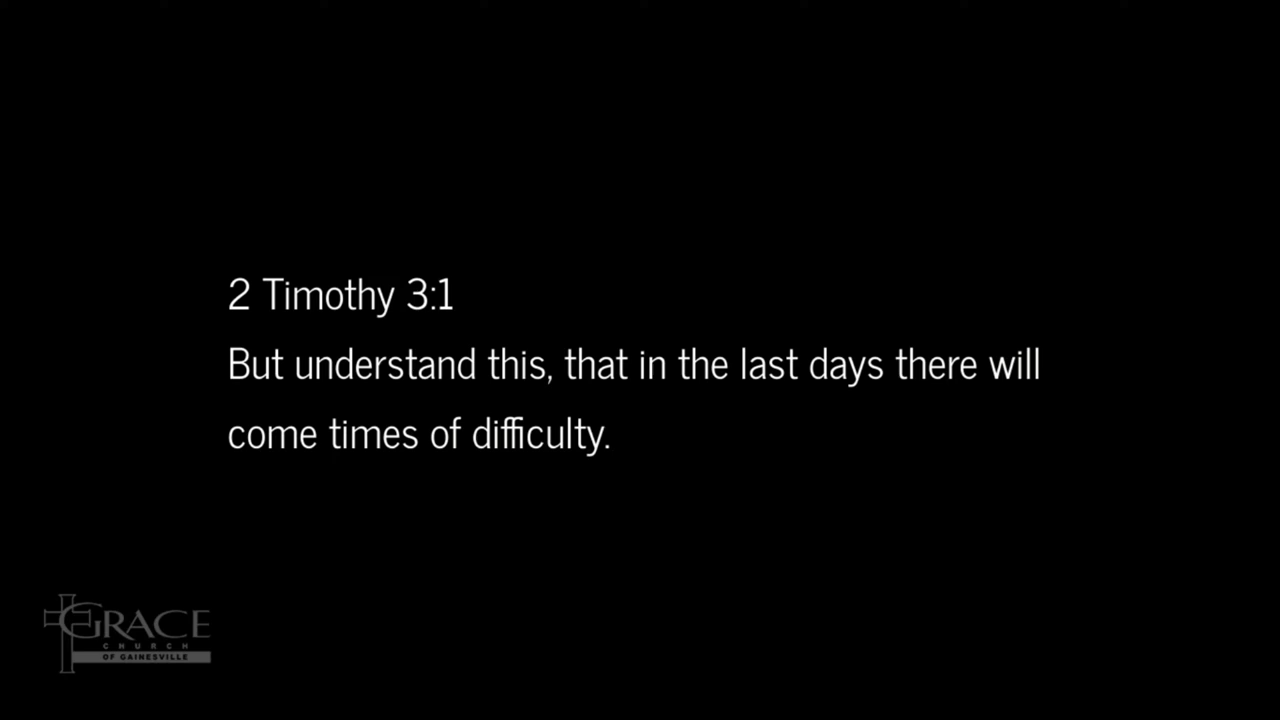 2 Timothy 3:1
But understand this, that in the last days there will
come times of difficulty.
GRACE
CHURCH
OF GAINESVILLE